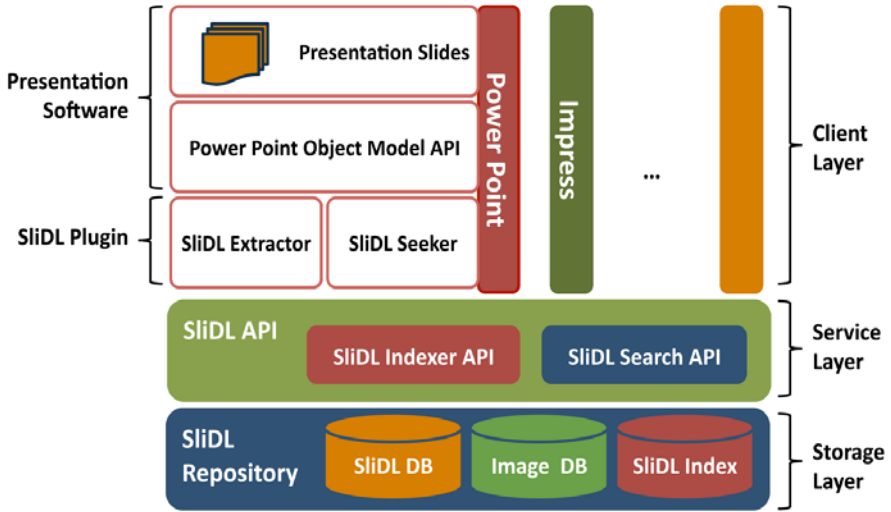 Presentation
Software
Presentation Slides
Power Point Object Model API
Power Point
Impress
...
Client
Layer
SliDL Plugin
SliDL Extractor
SliDL Seeker
SliDL API
SliDL Indexer API
SliDL Search API
Service
Layer
SliDL
Repository
SliDL DB
Image DB
SliDL Index
Storage
Layer